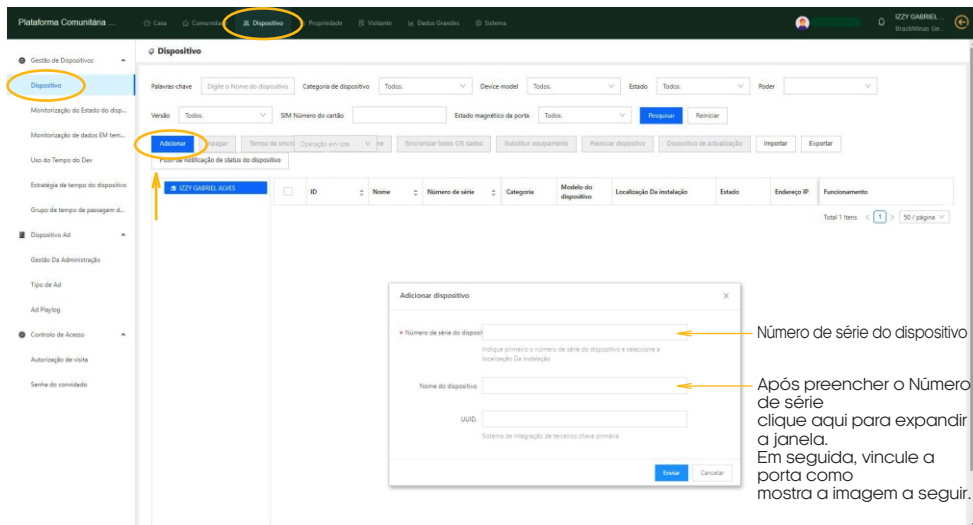 Plataforma Comunitária ...
Casa
Comunidad
Dispositivo
Propriedade
Visitante
Dados Grandes
Sistema
IZZY GABRIEL ...
Brazil/Minas Ge...
Gestão de Dispositivos
Dispositivo
Monitorização do Estado do disp...
Monitorização de dados EM tem...
Uso do Tempo do Dev
Estratégia de tempo do dispositivo
Grupo de tempo de passagem d...
Dispositivo Ad
Gestão Da Administração
Tipo de Ad
Ad Playlog
Controlo de Acesso
Autorização de visita
Senha do convidado
Dispositivo
Palavras-chave Digite o Nome do dispositivo Categoria de dispositivo Todos. Device model Todos. Estado Todos. Poder
Versão Todos. SIM Número do cartão Estado magnético da porta Todos. Pesquisar Reiniciar
Adicionar Apagar Tempo de sincro Operação em lote ne Sincronizar todos OS dados Substituir equipamento Reiniciar dispositivo Dispositivo de actualização Importar Exportar
Push de notificação de status do dispositivo
IZZY GABRIEL ALVES
ID Nome Número de série Categoria Modelo do dispositivo Localização Da instalação Estado Endereço IP Funcionamento
Total 1 Itens < 1 > 50 / página
Adicionar dispositivo X
* Número de série do disposit
Indique primeiro o número de série do dispositivo e seleccione a
localização Da instalação
Nome do dispositivo
UUID.
Sistema de integração de terceiros chave primária
Enviar Cancelar
Número de série do dispositivo
Após preencher o Número
de série
clique aqui para expandir
a janela.
Em seguida, vincule a
porta como
mostra a imagem a seguir.